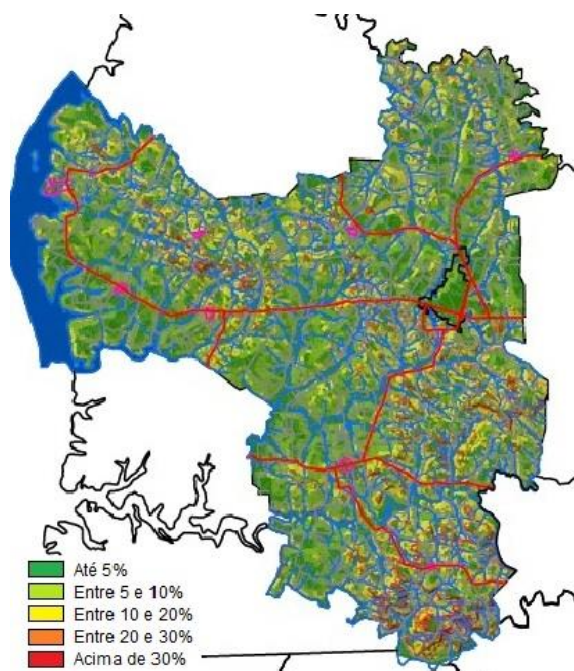 Até 5%
Entre 5 e 10%
Entre 10 e 20%
Entre 20 e 30%
Acima de 30%